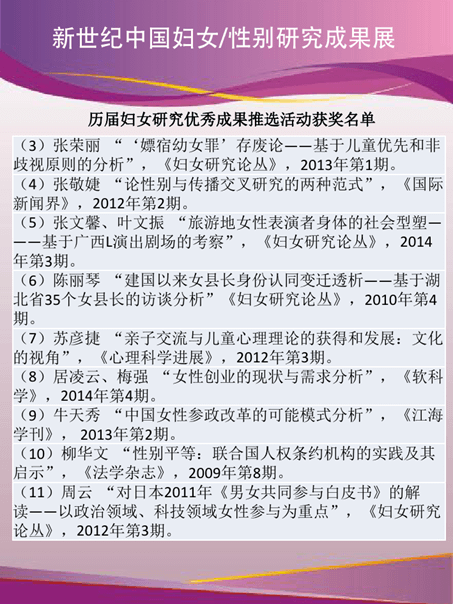 新世纪中国妇女/性别研究成果展
历届妇女研究优秀成果推选活动获奖名单
（3）张荣丽 “‘嫖宿幼女罪’存废论——基于儿童优先和非
歧视原则的分析”，《妇女研究论丛》，2013年第1期。
（4）张敬婕 “论性别与传播交叉研究的两种范式”，《国际
新闻界》，2012年第2期。
（5）张文馨、叶文振 “旅游地女性表演者身体的社会型塑—
——基于广西L演出剧场的考察”，《妇女研究论丛》，2014
年第3期。
（6）陈丽琴 “建国以来女县长身份认同变迁透析——基于湖
北省35个女县长的访谈分析”《妇女研究论丛》，2010年第4
期。
（7）苏彦捷 “亲子交流与儿童心理理论的获得和发展：文化
的视角”，《心理科学进展》，2012年第3期。
（8）居凌云、梅强 “女性创业的现状与需求分析”，《软科
学》，2014年第4期。
（9）牛天秀 “中国女性参政改革的可能模式分析”，《江海
学刊》， 2013年第2期。
（10）柳华文 “性别平等：联合国人权条约机构的实践及其
启示”，《法学杂志》，2009年第8期。
（11）周云 “对日本2011年《男女共同参与白皮书》的解
读——以政治领域、科技领域女性参与为重点”，《妇女研究
论丛》，2012年第3期。